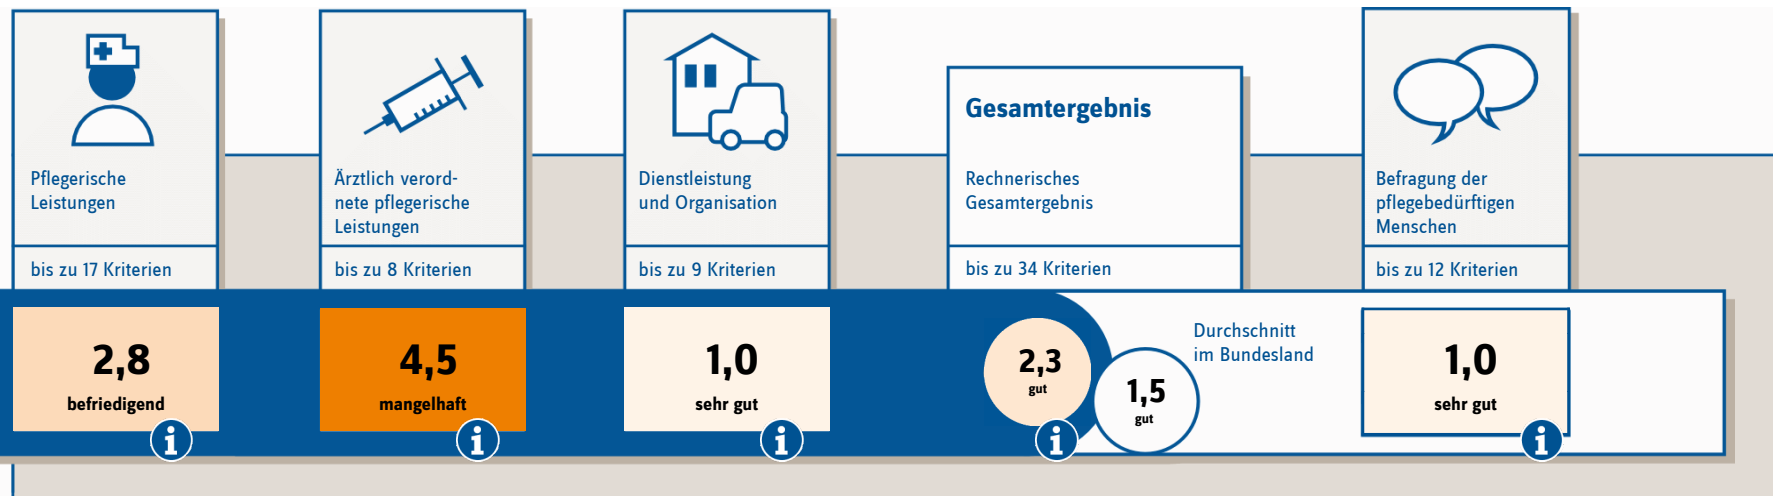 Pflegerische
Leistungen
bis zu 17 Kriterien
2,8
befriedigend
i
Ärztlich verord-
nete pflegerische
Leistungen
bis zu 8 Kriterien
4,5
mangelhaft
i
Dienstleistung
und Organisation
bis zu 9 Kriterien
1,0
sehr gut
i
Gesamtergebnis
Rechnerisches
Gesamtergebnis
bis zu 34 Kriterien
2,3
gut
i
1,5
gut
Durchschnitt
im Bundesland
Befragung der
pflegebedürftigen
Menschen
bis zu 12 Kriterien
1,0
sehr gut
i